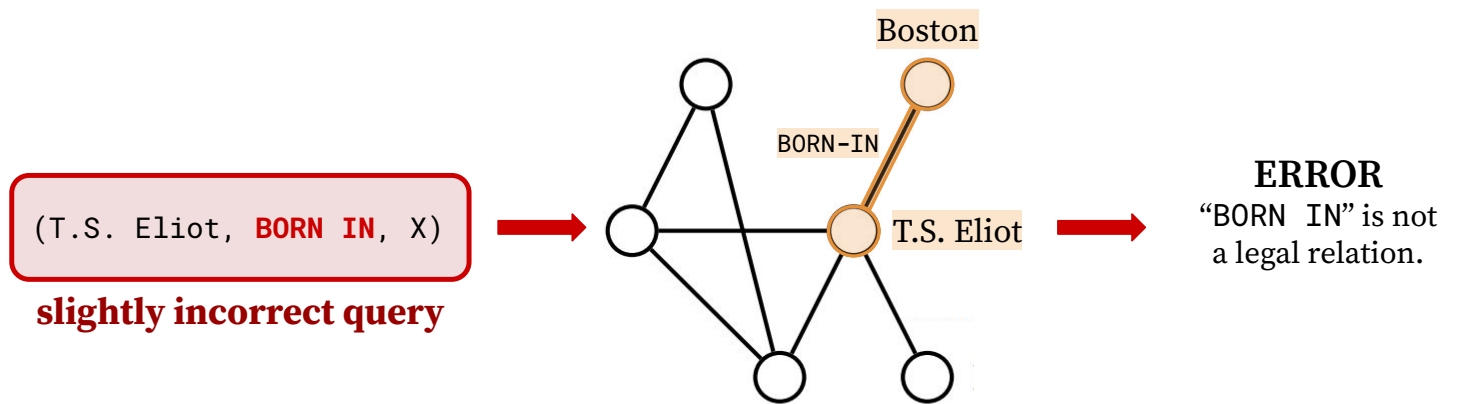 (T.S. Eliot, BORN IN, X)
slightly incorrect query
Boston
BORN-IN
T.S. Eliot
ERROR
“BORN IN” is not
a legal relation.